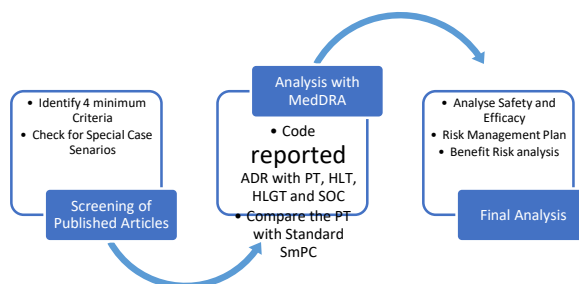 • Identify 4 minimum
Criteria
• Check for Special Case
Senarios
Screening of
Published Articles
Analysis with
MedDRA
• Code
reported
ADR with PT, HLT,
HLGT and SOC
• Compare the PT
with Standard
SmPC
• Analyse Safety and
Efficacy
• Risk Management Plan
• Benefit Risk analysis
Final Analysis